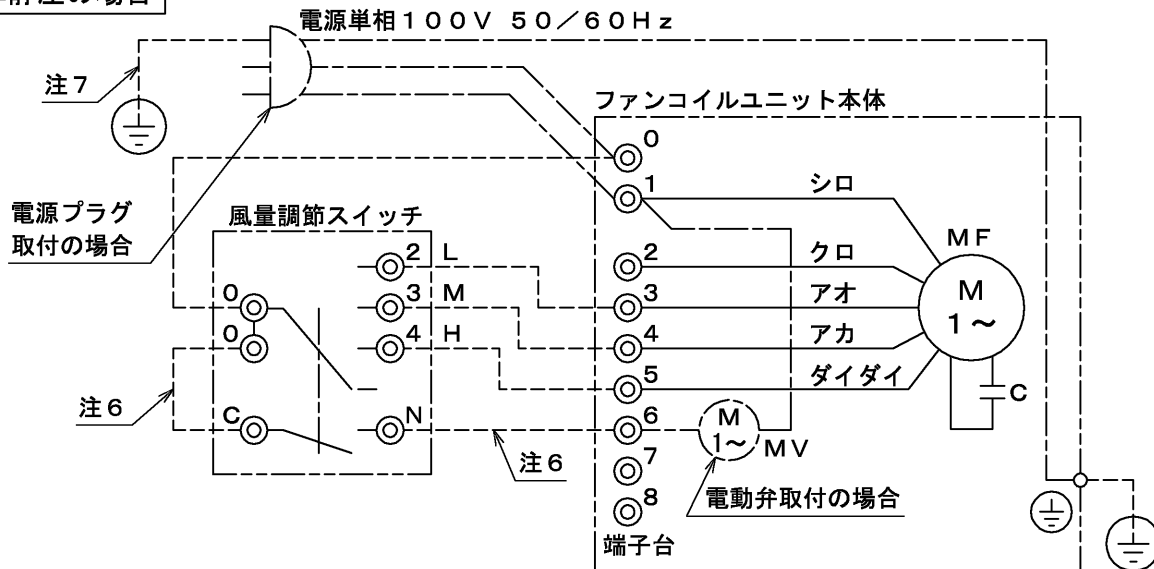 の場合
電源単相100V 50/60Hz
注7
ファンコイルユニット本体
電源プラグ
取付の場合
風量調節スイッチ
0
1
シロ
2
クロ
3
アオ
4
アカ
5
ダイダイ
6
7
8
端子台
MF
M
1~
C
2 L
3 M
4 H
0
0
C
N
注6
注6
M
1~
MV
電動弁取付の場合